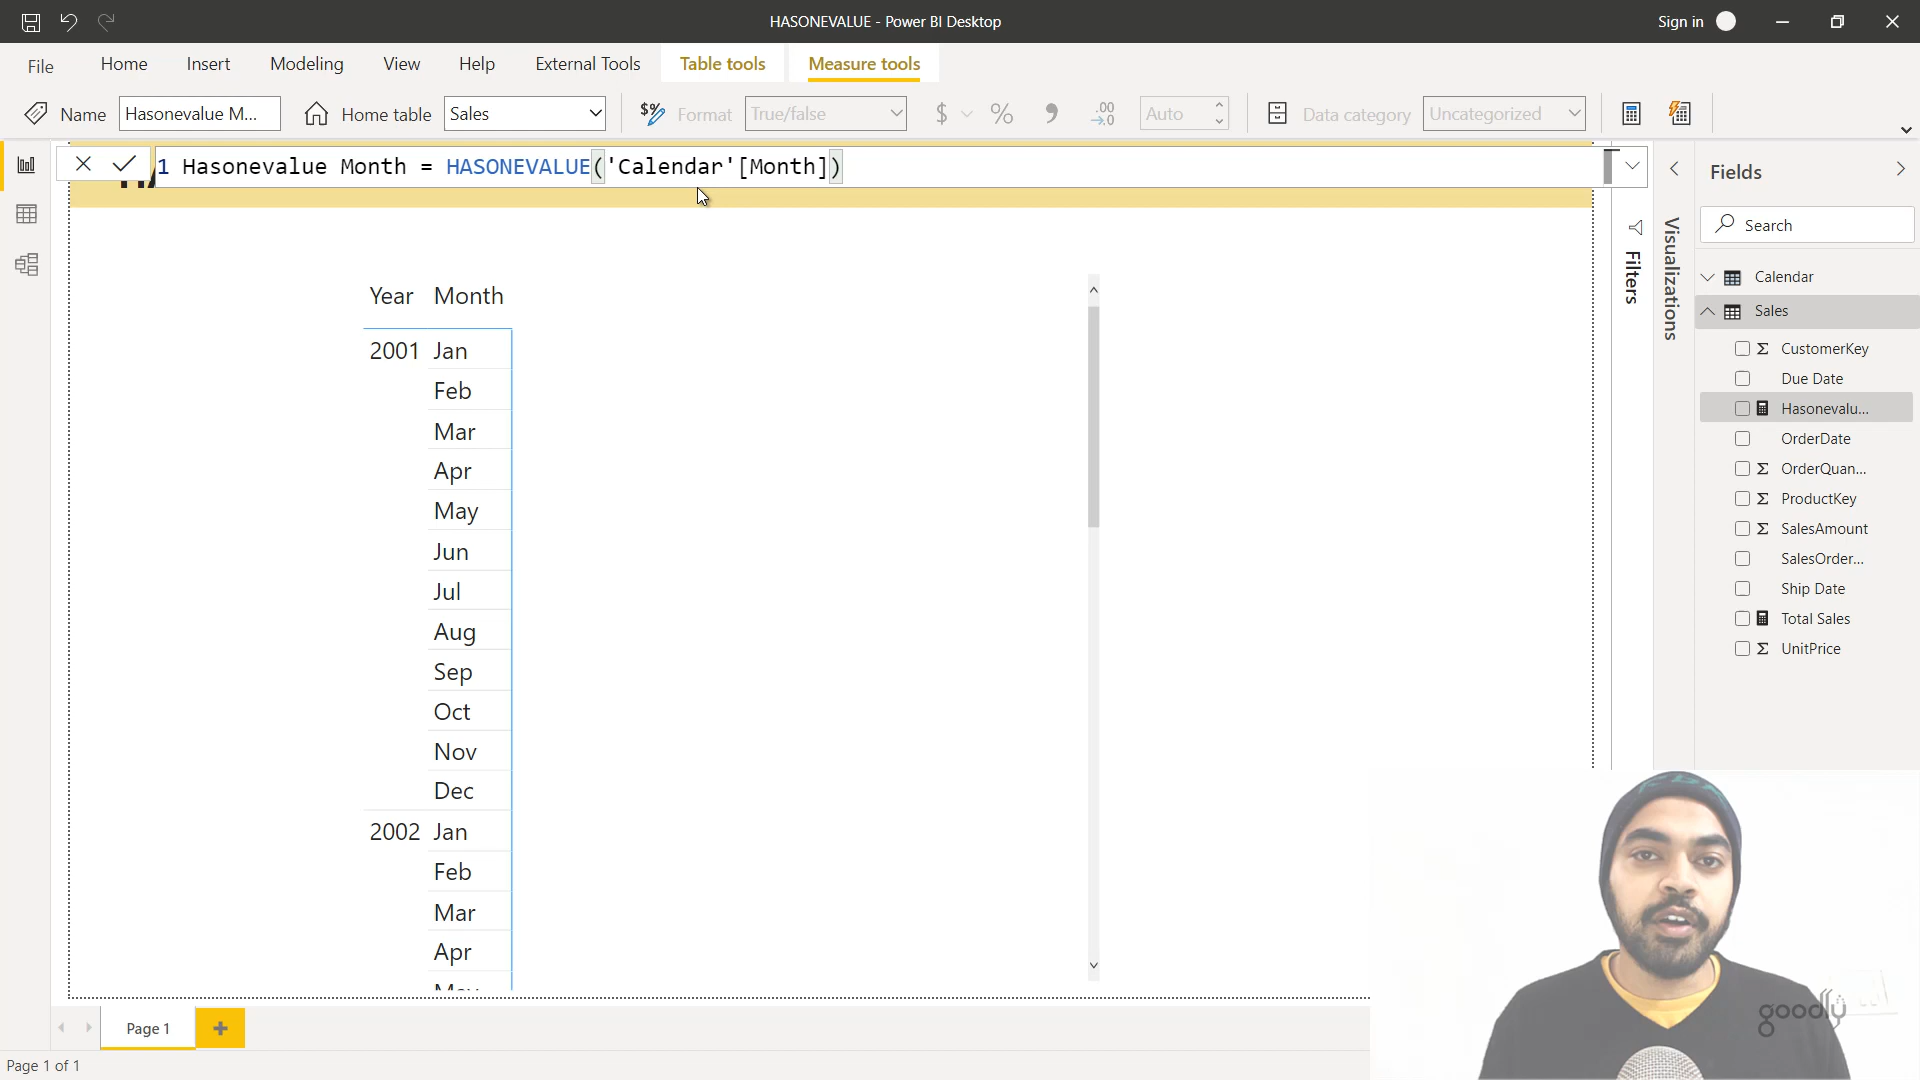 HASONEVALUE - Power BI Desktop
Sign in
File Home Insert Modeling View Help External Tools Table tools Measure tools
Name Hasonevalue M... Home table Sales Format True/false $ % Auto Data category Uncategorized
1 Hasonevalue Month = HASONEVALUE('Calendar'[Month])
Year Month
2001 Jan
Feb
Mar
Apr
May
Jun
Jul
Aug
Sep
Oct
Nov
Dec
2002 Jan
Feb
Mar
Apr
May
Filters
Visualizations
Fields
Search
Calendar
Sales
CustomerKey
Due Date
Hasonevalu...
OrderDate
OrderQuan...
ProductKey
SalesAmount
SalesOrder...
Ship Date
Total Sales
UnitPrice
goodly
Page 1
Page 1 of 1